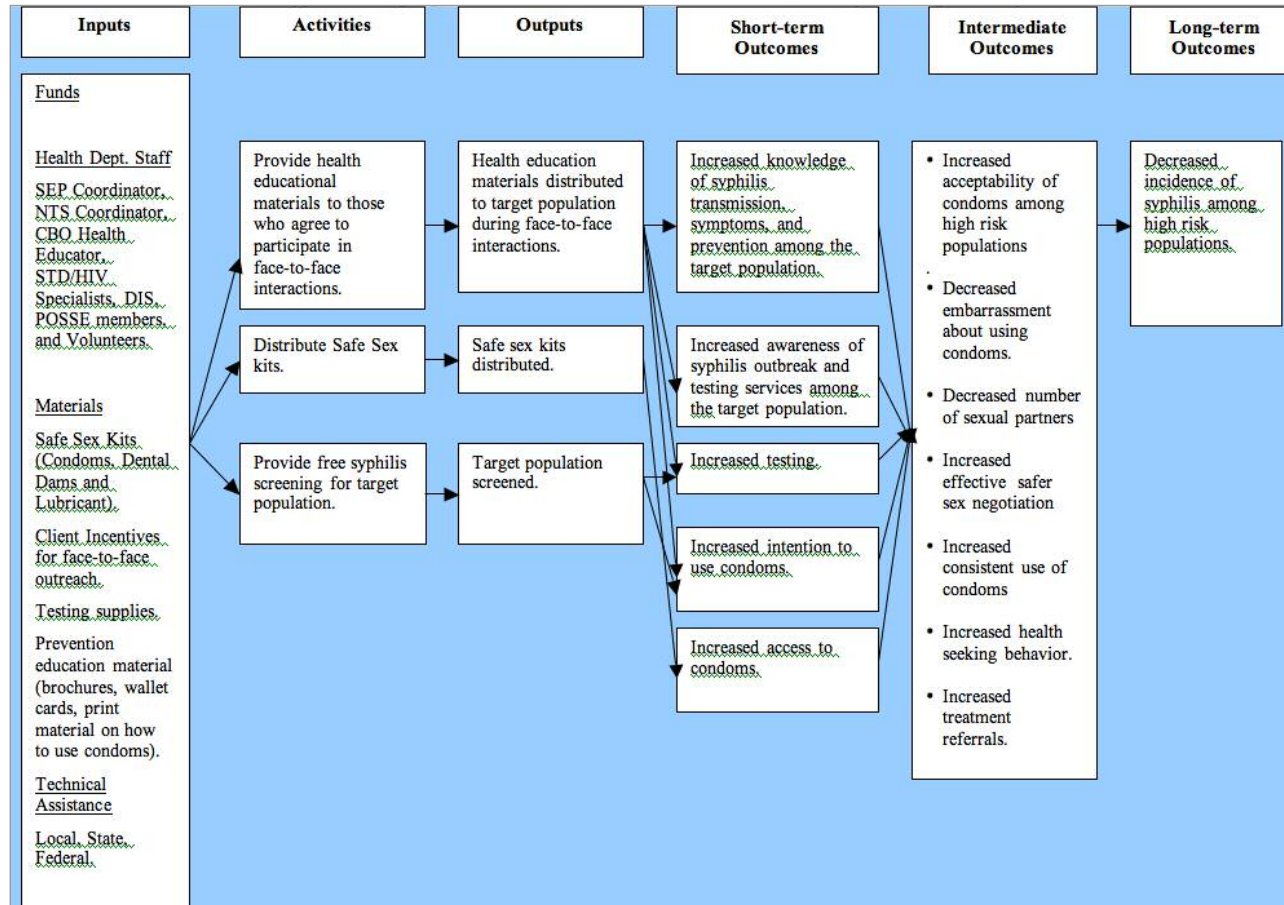 Inputs
Activities
Outputs
Short-term
Outcomes
Intermediate
Outcomes
Long-term
Outcomes
Funds
Health Dept. Staff
SEP Coordinator,
NTS Coordinator,
CBO Health
Educator,
STD/HIV
Specialists, DIS,
POSSE members,
and Volunteers.
Materials
Safe Sex Kits
(Condoms, Dental
Dams and
Lubricant).
Client Incentives
for face-to-face
outreach.
Testing supplies.
Prevention
education material
(brochures, wallet
cards, print
material on how
to use condoms).
Technical
Assistance
Local, State,
Federal.
Provide health
educational
materials to those
who agree to
participate in
face-to-face
interactions.
Distribute Safe Sex
kits.
Provide free syphilis
screening for target
population.
Health education
materials distributed
to target population
during face-to-face
interactions.
Safe sex kits
distributed.
Target population
screened.
Increased knowledge
of syphilis
transmission,
symptoms, and
prevention among the
target population.
Increased awareness of
syphilis outbreak and
testing services among
the target population.
Increased testing.
Increased intention to
use condoms.
Increased access to
condoms.
• Increased
acceptability of
condoms among
high risk
populations
.
• Decreased
embarrassment
about using
condoms.
• Decreased number
of sexual partners
• Increased
effective safer
sex negotiation
• Increased
consistent use of
condoms
• Increased health
seeking behavior.
• Increased
treatment
referrals.
Decreased
incidence of
syphilis among
high risk
populations.